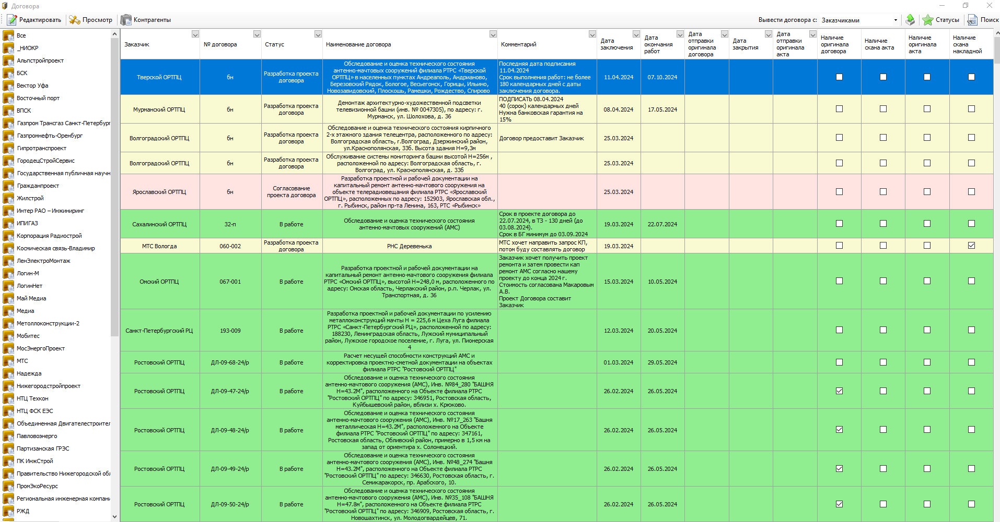 Договора
Редактировать
Просмотр
Контрагенты
Вывести договора с:
Заказчиками
Статусы
Поиск
Все
_НИОКР
Альпстройпроект
БСК
Вектор Уфа
Восточный порт
ВПСК
Газпром Трансгаз Санкт-Петербург
Газпромнефть-Оренбург
Гипротранспроект
ГородецСтройСервис
Государственная публичная научн
Гражданпроект
Жилстрой
Интер РАО – Инжиниринг
ИПИГАЗ
Корпорация Радиострой
Космическая связь-Владимир
ЛенЭлектроМонтаж
Логин-М
ЛогинНет
Май Медиа
Медиа
Метоллоконструкции-2
Мобитес
МосЭнергоПроект
МТС
Надежда
Нижегородстройпроект
НТЦ Техкон
НТЦ ФСК ЕЭС
Объединенная Двигателестроител
Павловоэнерго
Партизанская ГРЭС
ПК ИнжСтрой
Правительство Нижегородской обл
ПромЭкоРесурс
Региональная инженерная компани
РЖД
Заказчик
№ договора
Статус
Наименование договора
Комментарий
Дата
заключения
Дата
окончания
работ
Дата
отправки
оригинала
договора
Дата
закрытия
Дата
отправки
оригинала
акта
Наличие
оригинала
договора
Наличие
скана акта
Наличие
оригинала
акта
Наличие
скана
накладной
Тверской ОРТПЦ
бн
Разработка проекта
договора
Обследование и оценка технического состояния
антенно-мачтовых сооружений филиала РТРС «Тверской
ОРТПЦ» в населенных пунктах Андреаполь, Андрианово,
Березовский Рядок, Бологое, Весьегонск, Горицы, Ильино,
Новозавидовский, Плоскошь, Рамешки, Рождество, Спирово
Последняя дата подписания
11.04.2024
Срок выполнения работ: не более
180 календарных дней с даты
заключения договора.
11.04.2024
07.10.2024
Мурманский ОРТПЦ
бн
Разработка проекта
договора
Демонтаж архитектурно-художественной подсветки
телевизионной башни (инв. № 0047305), по адресу: г.
Мурманск, ул. Шолохова, д. 36
ПОДПИСАТЬ 08.04.2024
40 (сорок) календарных дней
Нужна банковская гарантия на
15%
08.04.2024
17.05.2024
Волгоградский ОРТПЦ
бн
Разработка проекта
договора
Обследование и оценка технического состояния кирпичного
2-х этажного здания телецентра, расположенного по адресу:
Волгоградская область, г.Волгоград, Дзержинский район,
ул.Краснополянская, 33б. Высота здания Н=9,3м
Договор предоставит Заказчик
25.03.2024
Волгоградский ОРТПЦ
бн
Разработка проекта
договора
Обслуживание системы мониторинга башни высотой Н=256м ,
расположенной по адресу: Волгоградская область, г.
Волгоград, ул. Краснополянская, д. 33б
25.03.2024
Ярославский ОРТПЦ
бн
Согласование
проекта договора
Разработка проектной и рабочей документации на
капитальный ремонт антенно-мачтового сооружения на
объекте телерадиовещания филиала РТРС «Ярославский
ОРТПЦ», расположенных по адресу: 152903, Ярославская обл.,
г. Рыбинск, район пр-та Ленина, 163, РТС «Рыбинск»
25.03.2024
Сахалинский ОРТПЦ
32-п
В работе
Обследование и оценка технического состояния
антенно-мачтовых сооружений (АМС)
Срок в проекте договора до
22.07.2024, в ТЗ - 130 дней (до
03.08.2024).
Срок в БГ минимум до 03.09.2024
19.03.2024
22.07.2024
МТС Вологда
060-002
Разработка проекта
договора
РНС Деревенька
МТС хочет направить запрос КП,
потом буду составлять договор
19.03.2024
Омский ОРТПЦ
067-001
В работе
Разработка проектной и рабочей документации на
капитальный ремонт антенно-мачтового сооружения филиала
РТРС «Омский ОРТПЦ», высотой Н=248,0 м, расположенного по
адресу: Омская область, Черлакский район, р.п. Черлак, ул.
Транспортная, д. 36
Заказчик хочет получить проект
ремонта и затем провести кап
ремонт АМС согласно нашему
проекту до конца 2024 г.
Стоимость согласована Макаровым
А.В.
Проект Договора составит
Заказчик
15.03.2024
10.05.2024
Санкт-Петербургский РЦ
193-009
В работе
Разработка проектной и рабочей документации по усилению
металлоконструкций мачты Н = 225,6 м Цеха Луга филиала
РТРС «Санкт-Петербургский РЦ», расположенной по адресу:
188230, Ленинградская область, Лужский муниципальный
район, Лужское городское поселение, г. Луга, ул. Пионерская
4
12.03.2024
20.05.2024
Ростовский ОРТПЦ
ДЛ-09-68-24/р
В работе
Расчет несущей способности конструкций АМС и
корректировка проектно-сметной документации на объектах
филиала РТРС "Ростовский ОРТПЦ"
01.03.2024
29.05.2024
Ростовский ОРТПЦ
ДЛ-09-47-24/р
В работе
Обследование и оценка технического состояния
антенно-мачтового сооружения (АМС), Инв. №84_280 "БАШНЯ
Н=43.2М", расположенного на Объекте филиала РТРС
"Ростовский ОРТПЦ" по адресу: 346951, Ростовская область,
Куйбышевский район, вблизи х. Крюково.
26.02.2024
26.05.2024
Ростовский ОРТПЦ
ДЛ-09-48-24/р
В работе
Обследование и оценка технического состояния
антенно-мачтового сооружения (АМС), Инв. №17_263 "Башня
металлическая Н=43.2М", расположенного на Объекте
филиала РТРС "Ростовский ОРТПЦ" по адресу: 347161,
Ростовская область, Обливский район, примерно в 1,5 км на
запад от ориентира х. Солонецкий.
26.02.2024
26.05.2024
Ростовский ОРТПЦ
ДЛ-09-49-24/р
В работе
Обследование и оценка технического состояния
антенно-мачтового сооружения (АМС), Инв. №48_274 "Башня
Н=43.2М", расположенного на Объекте филиала РТРС
"Ростовский ОРТПЦ" по адресу: 346630, Ростовская область, г.
Семикаракорск, пр. Арабского, 10.
26.02.2024
26.05.2024
Ростовский ОРТПЦ
ДЛ-09-50-24/р
В работе
Обследование и оценка технического состояния
антенно-мачтового сооружения (АМС), Инв. №35_108 "БАШНЯ
Н=47.8м", расположенного на Объекте филиала РТРС
"Ростовский ОРТПЦ" по адресу: 346909, Ростовская область, г.
Новошахтинск, ул. Молодогвардейцев, 71.
26.02.2024
26.05.2024